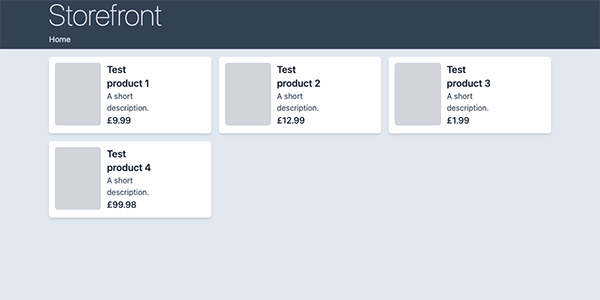 Storefront
Home
Test
product 1
A short
description.
£9.99
Test
product 2
A short
description.
£12.99
Test
product 3
A short
description.
£1.99
Test
product 4
A short
description.
£99.98